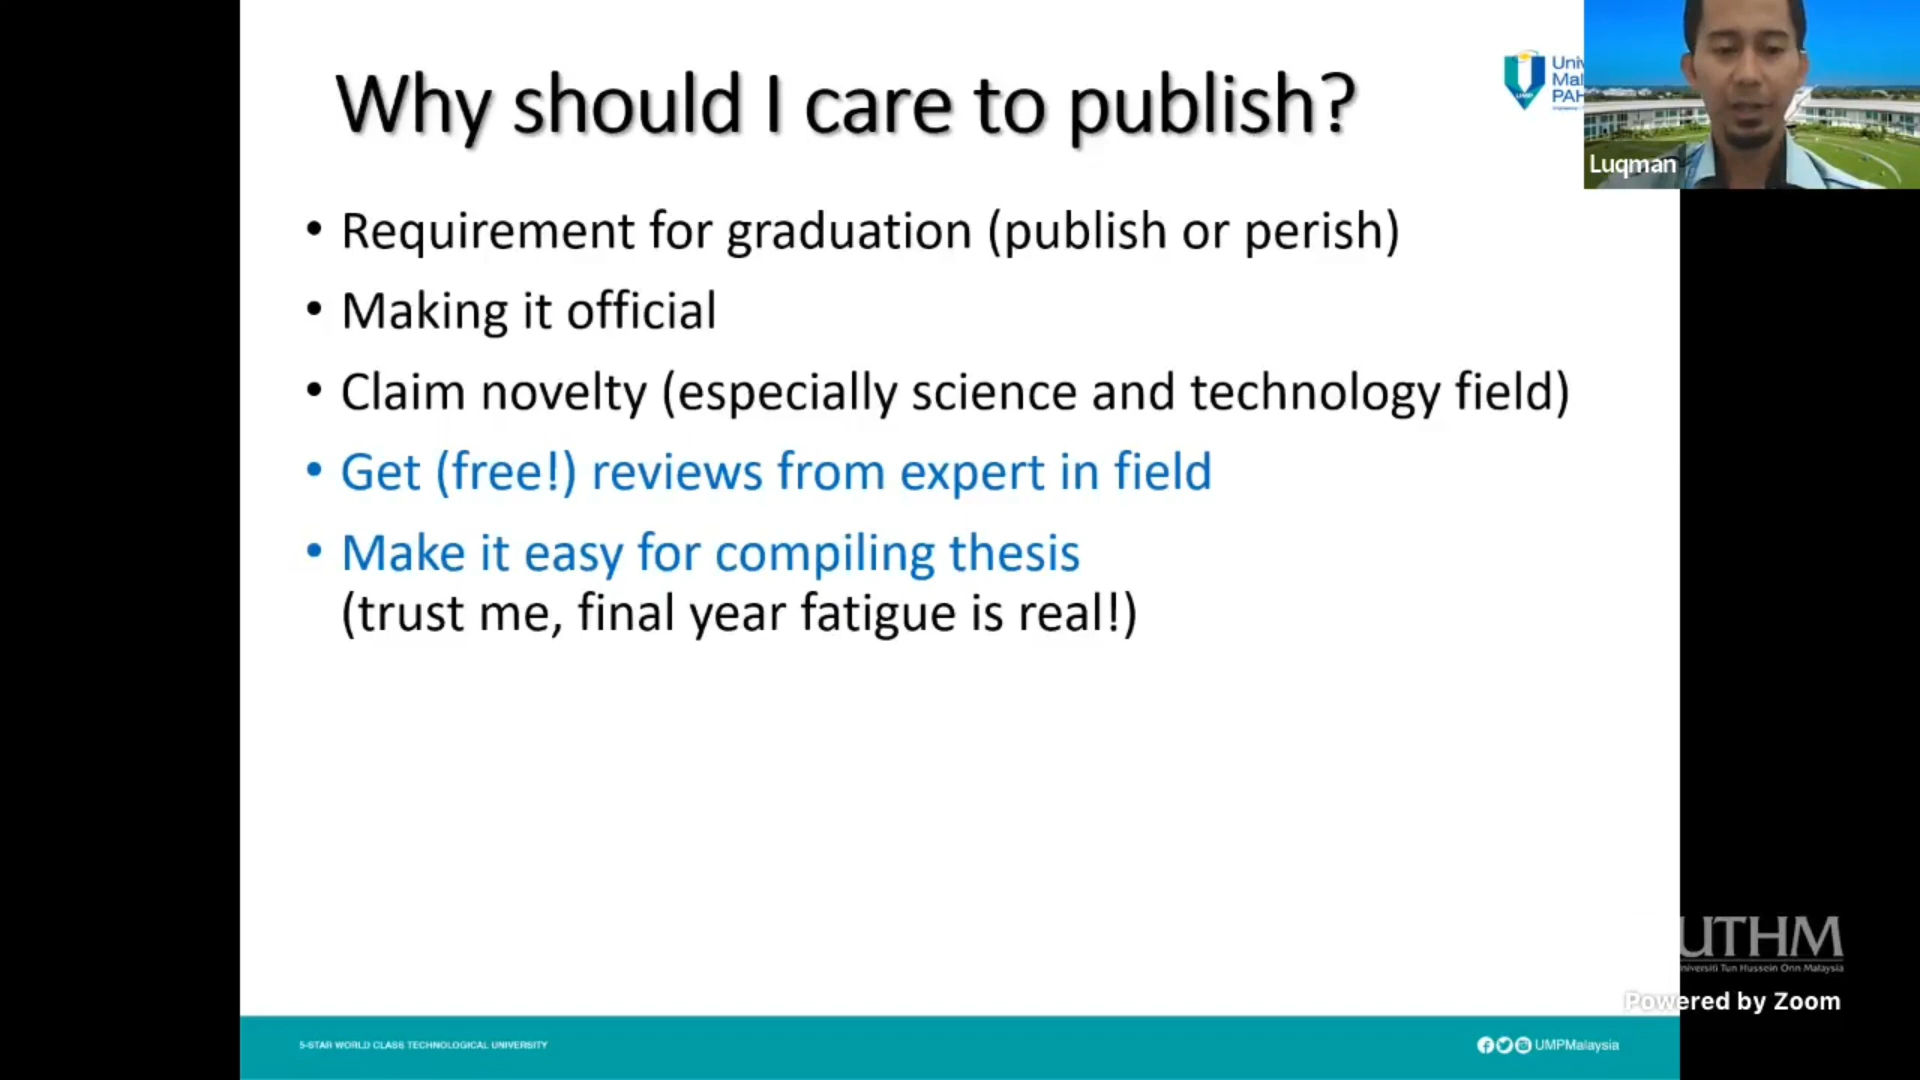 Why should I care to publish?
Univ
Mal
PAH
Luqman
• Requirement for graduation (publish or perish)
• Making it official
• Claim novelty (especially science and technology field)
• Get (free!) reviews from expert in field
• Make it easy for compiling thesis
(trust me, final year fatigue is real!)
UTHM
Universiti Tun Hussein Onn Malaysia
Powered by Zoom
5-STAR WORLD CLASS TECHNOLOGICAL UNIVERSITY
UMPMalaysia